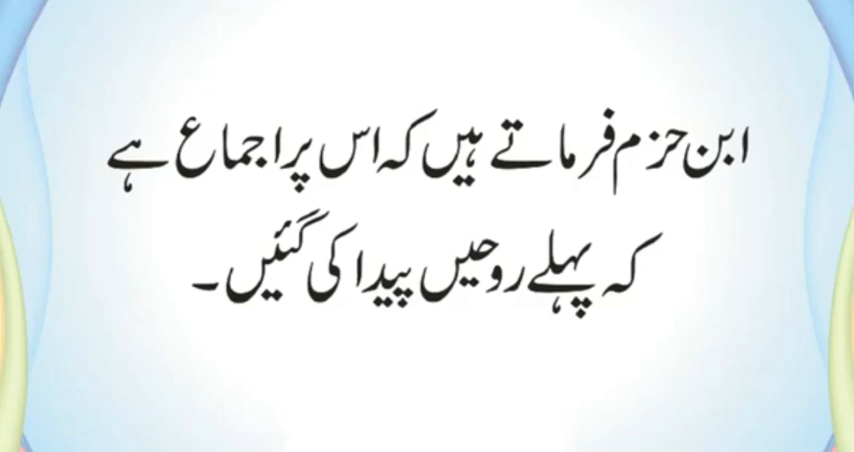 ابن حزم فرماتے ہیں کہ اس پر اجماع ہے
کہ پہلے روحیں پیدا کی گئیں۔